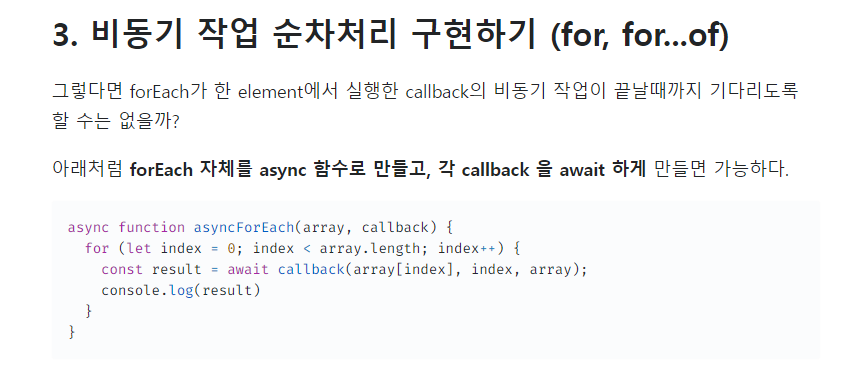 3. 비동기 작업 순차처리 구현하기 (for, for...of)
그렇다면 forEach가 한 element에서 실행한 callback의 비동기 작업이 끝날때까지 기다리도록
할 수는 없을까?
아래처럼 forEach 자체를 async 함수로 만들고, 각 callback 을 await 하게 만들면 가능하다.
async function asyncForEach(array, callback) {
  for (let index = 0; index < array.length; index++) {
    const result = await callback(array[index], index, array);
    console.log(result)
  }
}